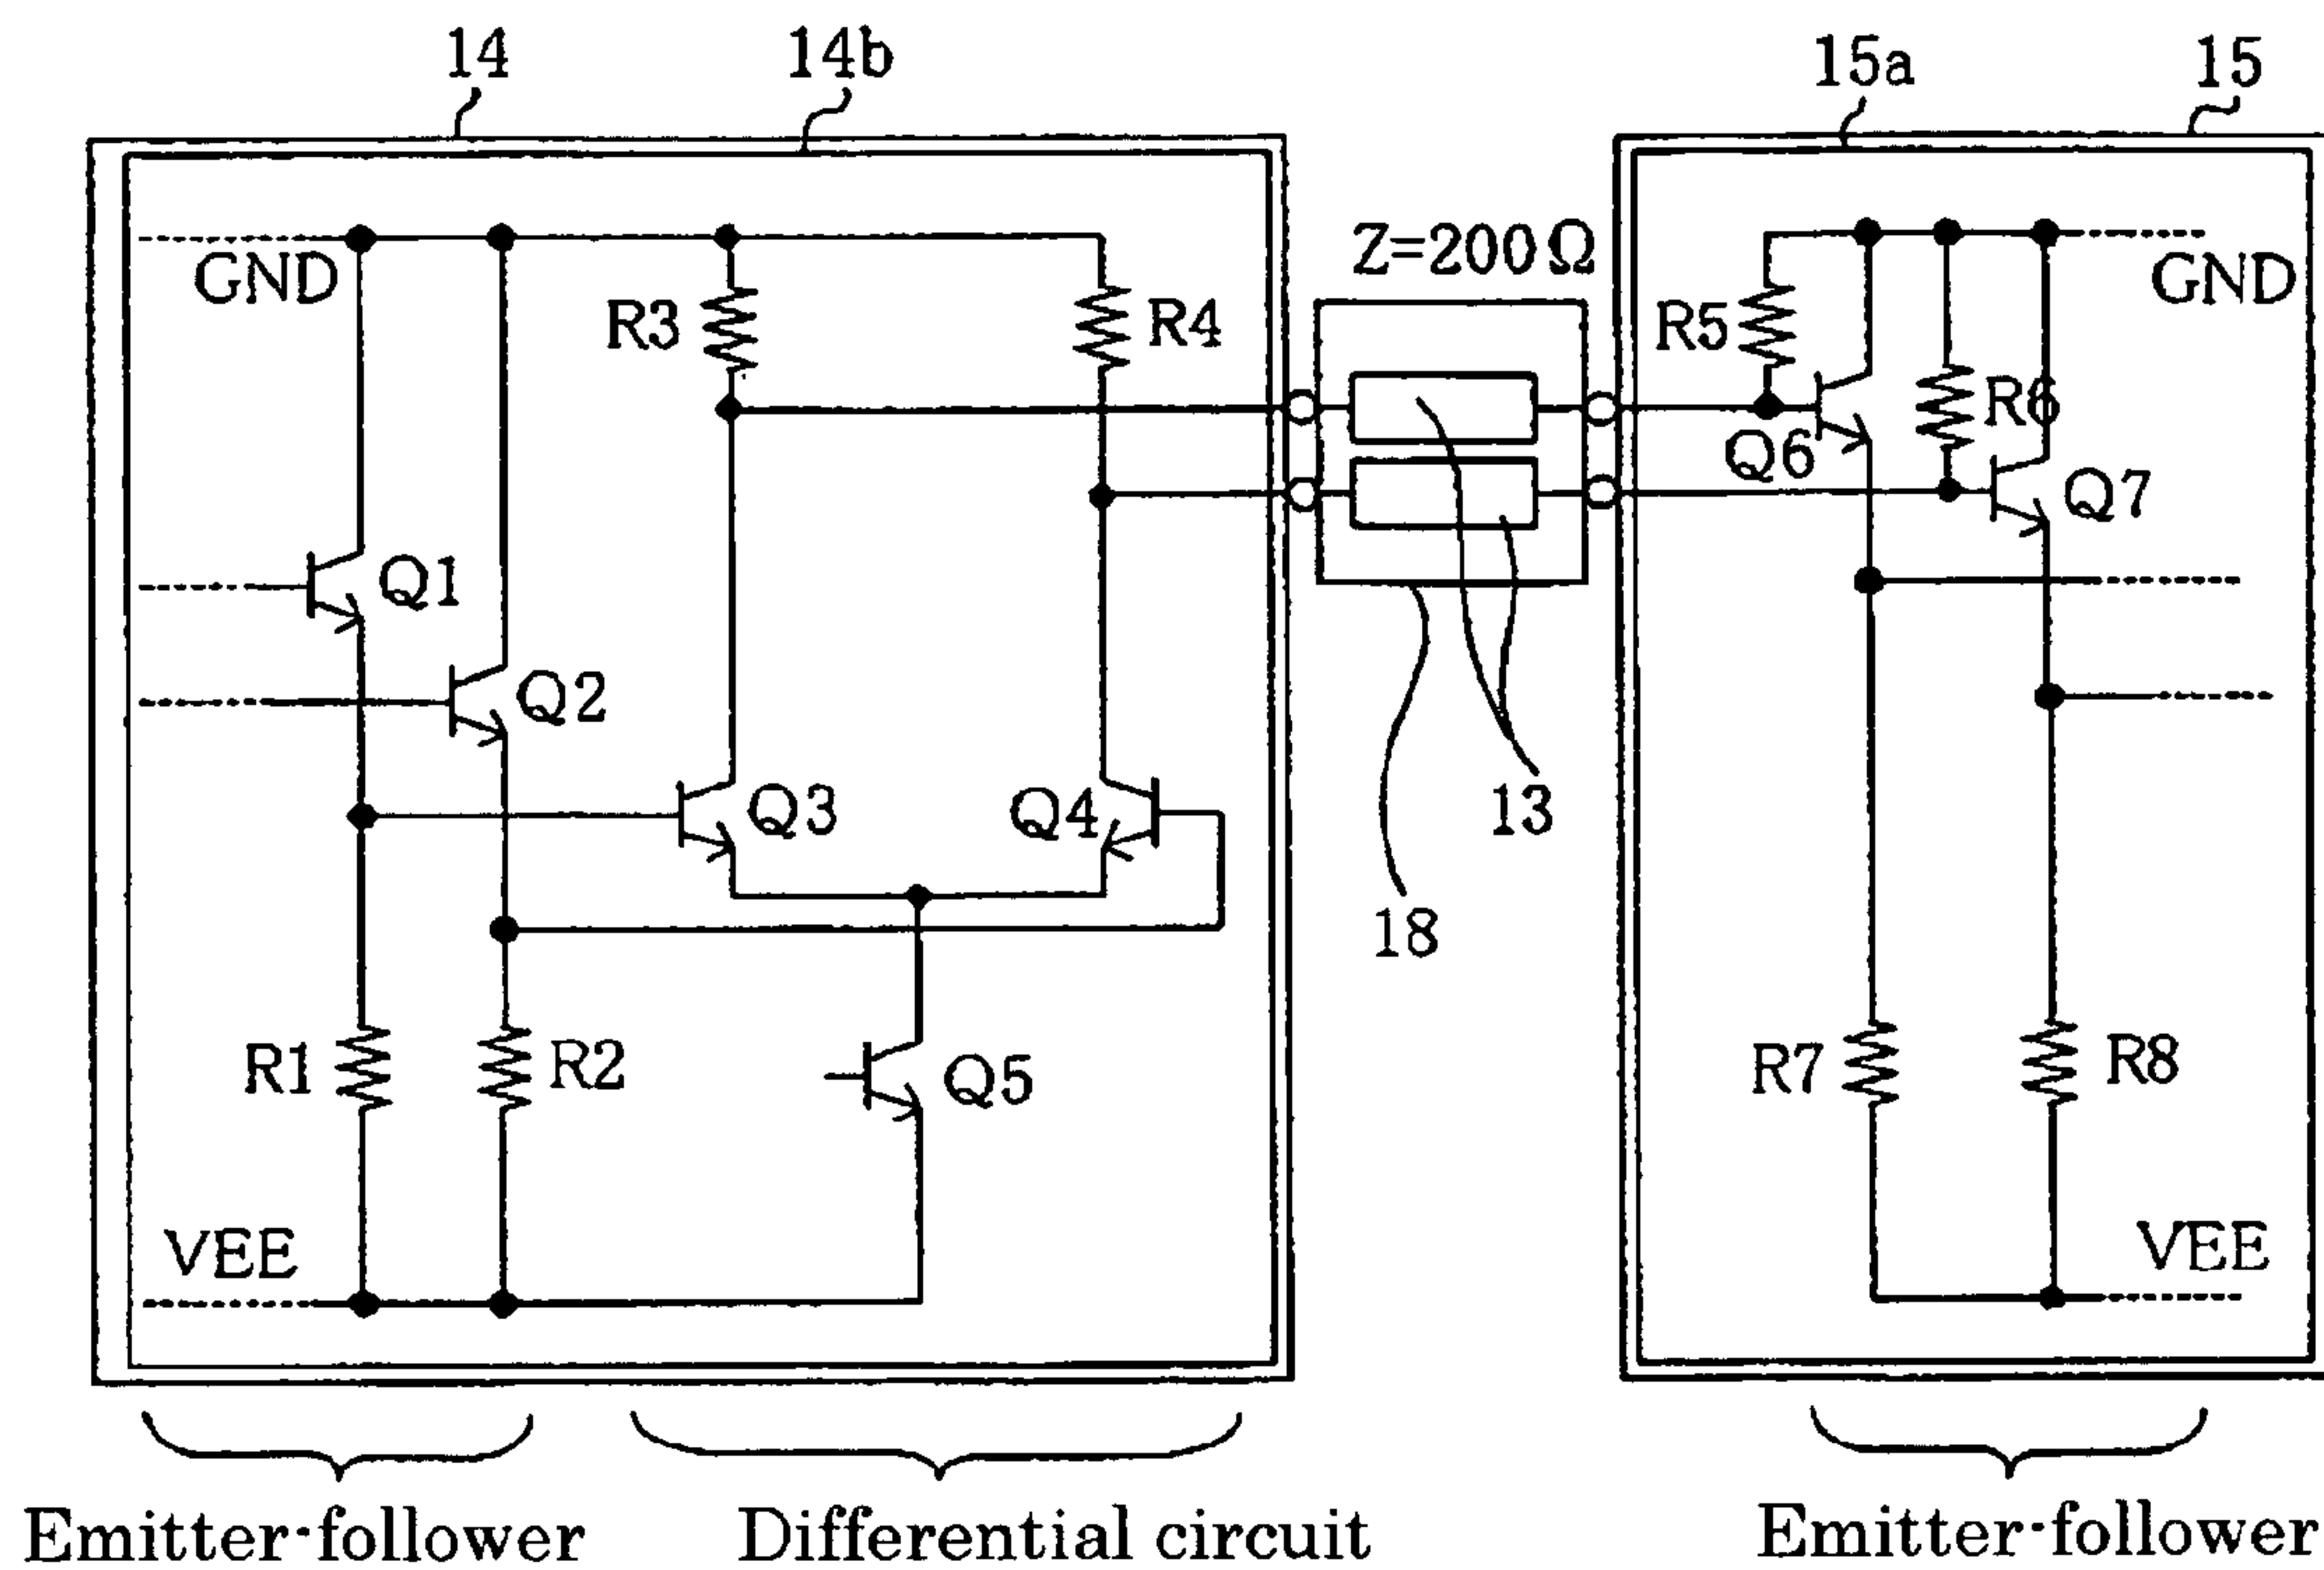 14
14b
15a
15
GND
R3
R4
Z=200Ω
R5
R6
GND
Q6
Q7
Q1
Q2
Q3
Q4
13
18
R1
R2
Q5
R7
R8
VEE
VEE
Emitter·follower
Differential circuit
Emitter·follower